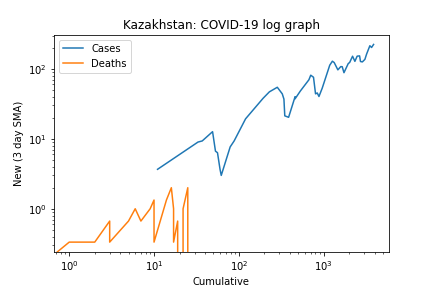 Kazakhstan: COVID-19 log graph
Cases
Deaths
New (3 day SMA)
10²
10¹
10⁰
10⁰ 10¹ 10² 10³
Cumulative